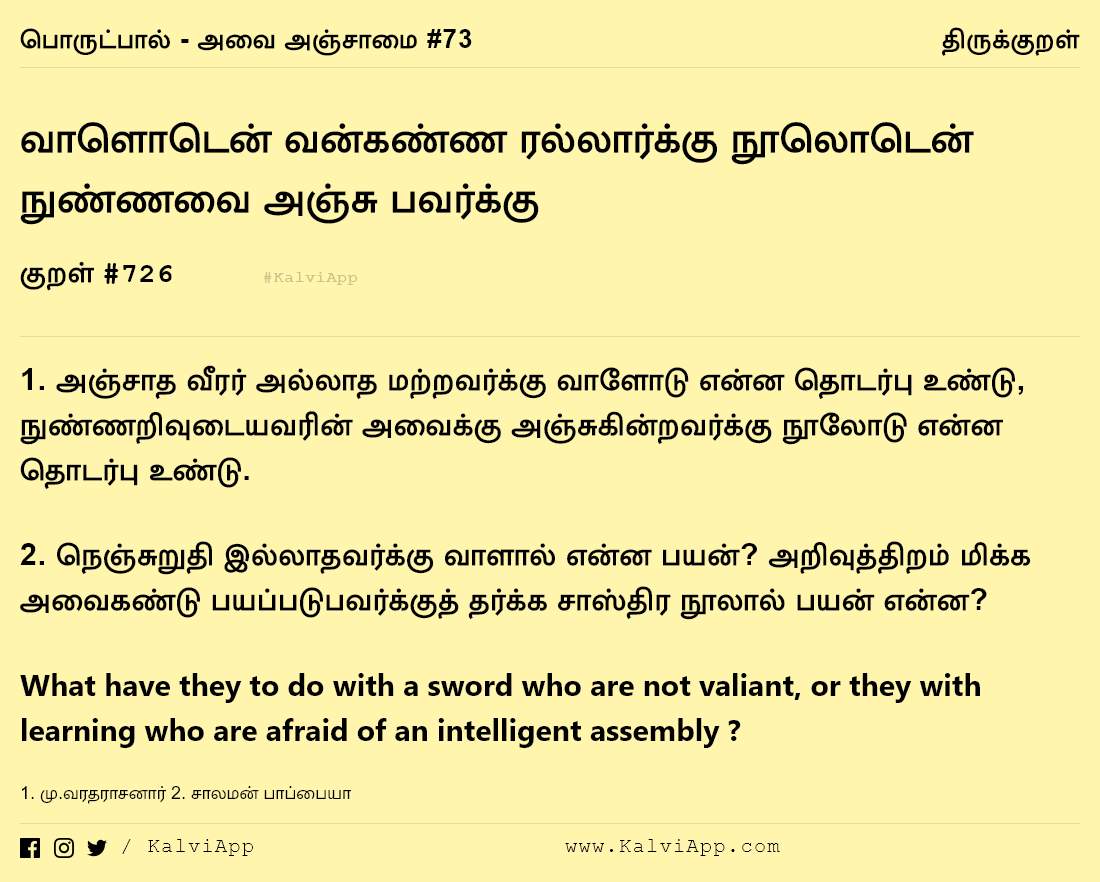 பொருட்பால் - அவை அஞ்சாமை #73 திருக்குறள்
வாளொடென் வன்கண்ண ரல்லார்க்கு நூலொடென்
நுண்ணவை அஞ்சு பவர்க்கு
குறள் #726 #KalviApp
1. அஞ்சாத வீரர் அல்லாத மற்றவர்க்கு வாளோடு என்ன தொடர்பு உண்டு,
நுண்ணறிவுடையவரின் அவைக்கு அஞ்சுகின்றவர்க்கு நூலோடு என்ன
தொடர்பு உண்டு.
2. நெஞ்சுறுதி இல்லாதவர்க்கு வாளால் என்ன பயன்? அறிவுத்திறம் மிக்க
அவைகண்டு பயப்படுபவர்க்குத் தர்க்க சாஸ்திர நூலால் பயன் என்ன?
What have they to do with a sword who are not valiant, or they with
learning who are afraid of an intelligent assembly ?
1. மு.வரதராசனார் 2. சாலமன் பாப்பையா
/ KalviApp www.KalviApp.com